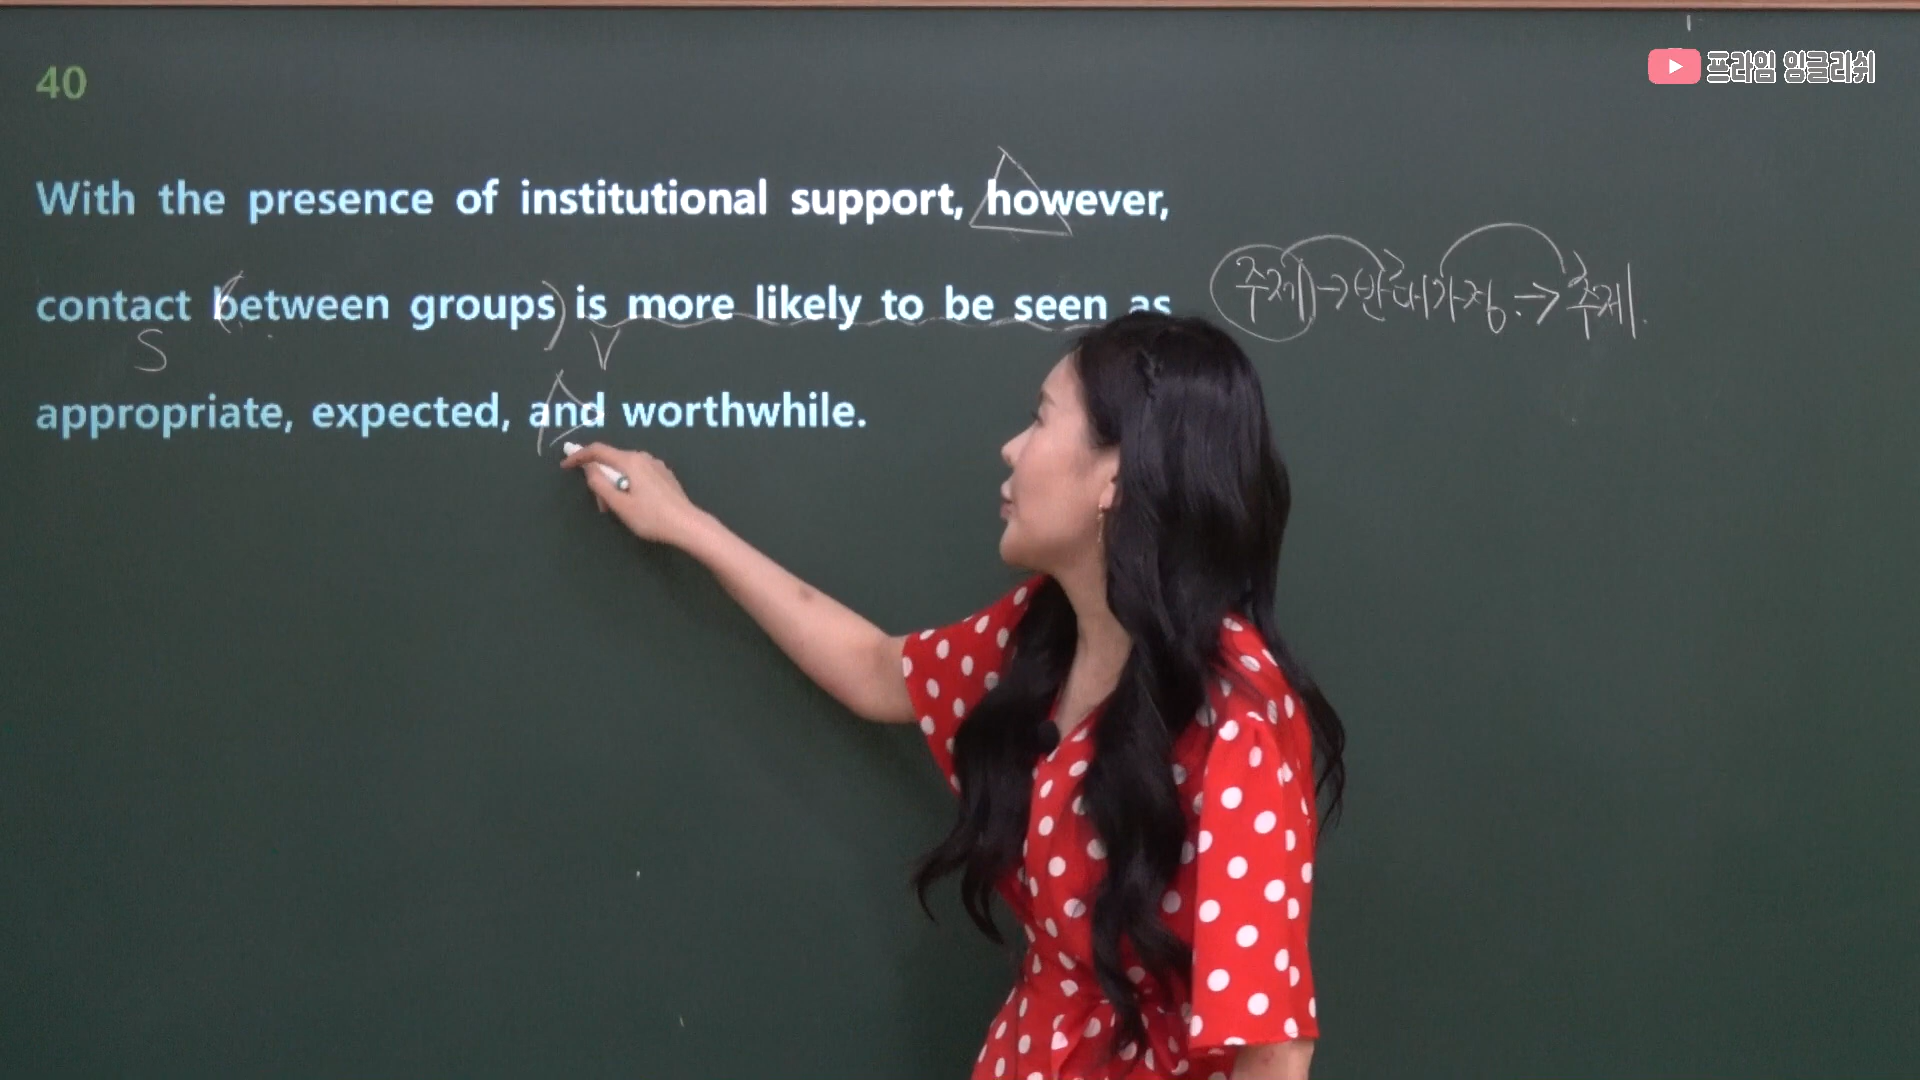 프라임 잉글리쉬
40
With the presence of institutional support, however,
contact between groups is more likely to be seen as
S V
appropriate, expected, and worthwhile.
주제→반대가정→주제